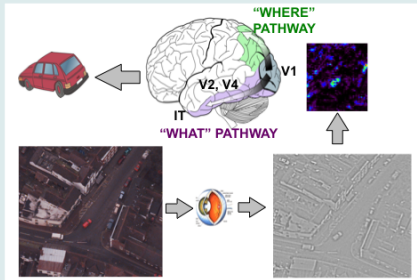 “WHERE”
PATHWAY
V1
V2, V4
IT
“WHAT” PATHWAY